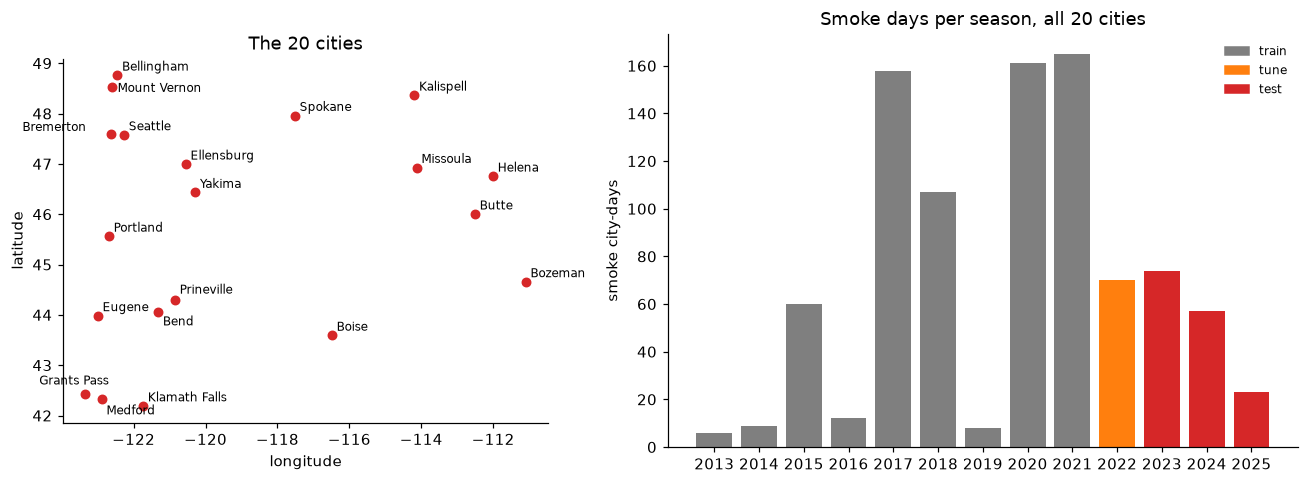 The 20 cities
49
48
47
46
45
44
43
42
latitude
Bellingham
Mount Vernon
Bremerton
Seattle
Spokane
Kalispell
Ellensburg
Yakima
Missoula
Helena
Butte
Portland
Bozeman
Prineville
Eugene
Bend
Boise
Grants Pass
Medford
Klamath Falls
−122
−120
−118
−116
−114
−112
longitude
Smoke days per season, all 20 cities
train
tune
test
160
140
120
100
80
60
40
20
0
smoke city-days
2013
2014
2015
2016
2017
2018
2019
2020
2021
2022
2023
2024
2025